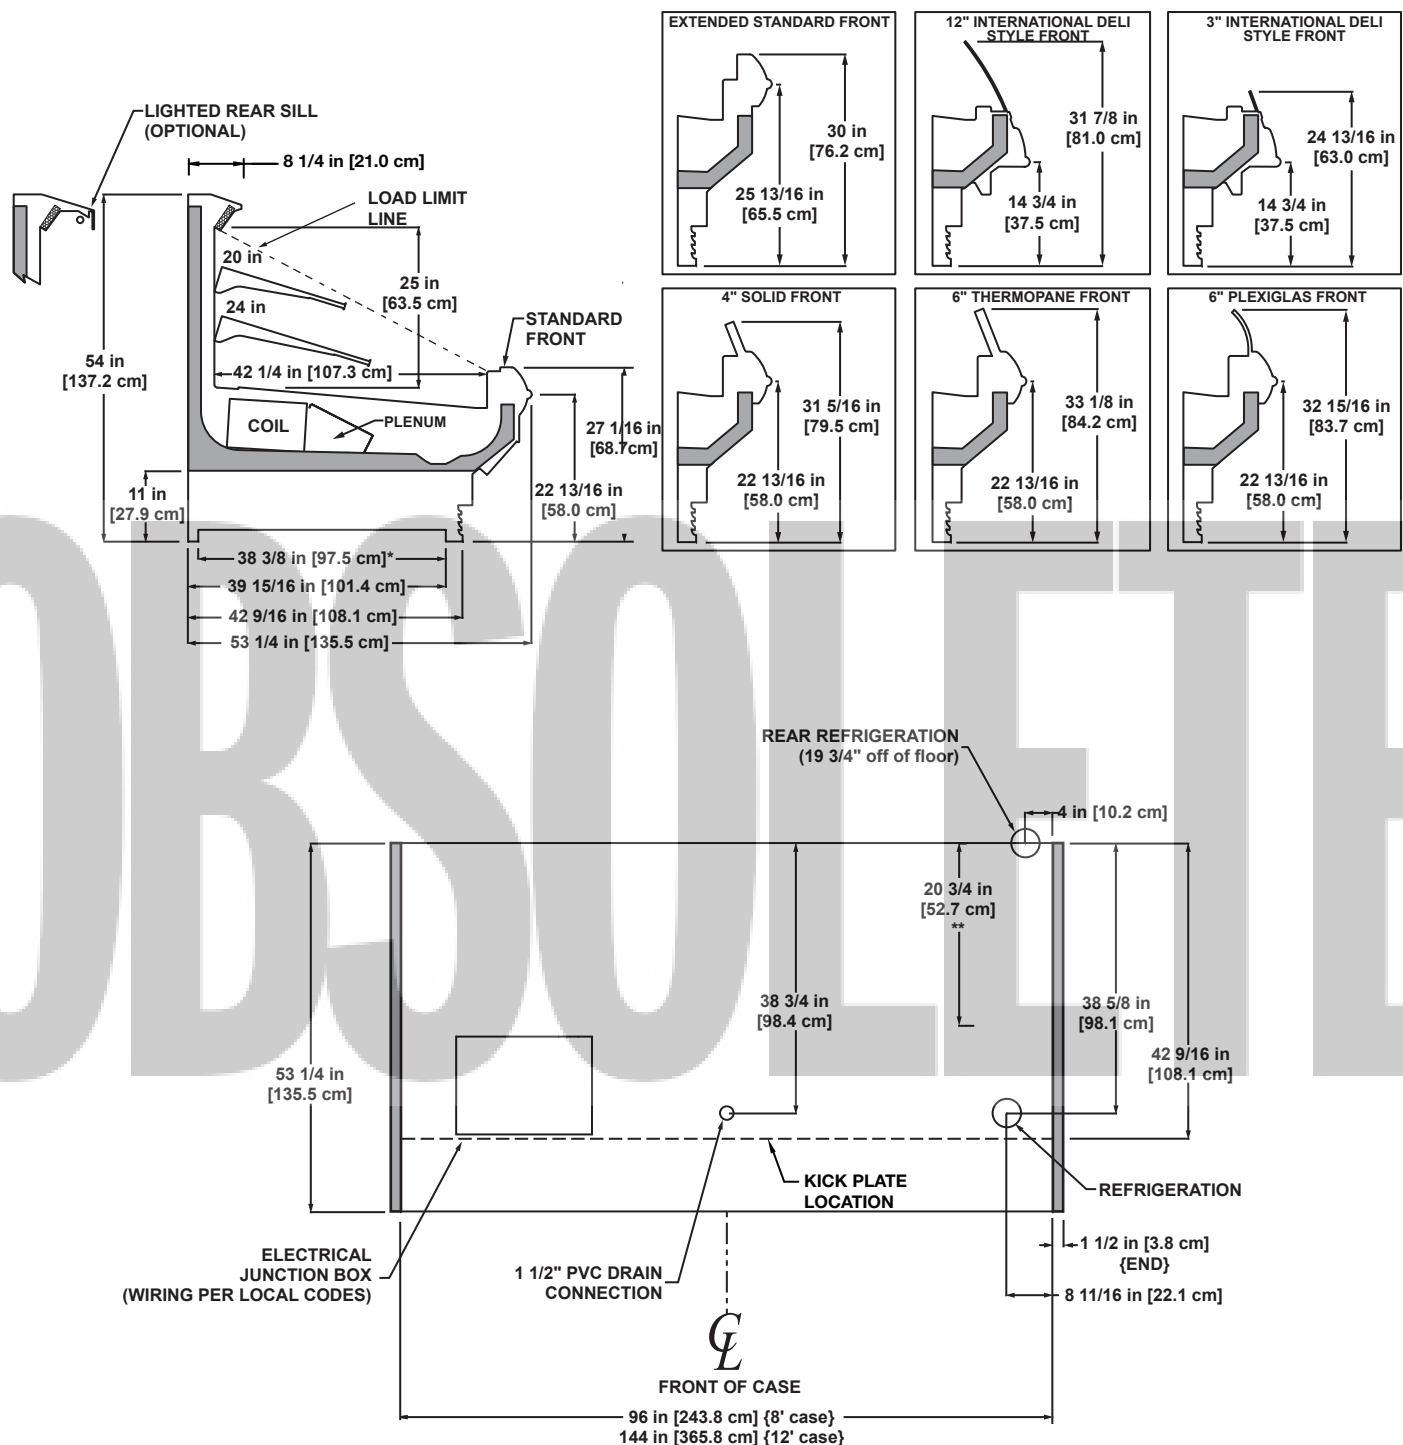 EXTENDED STANDARD FRONT
30 in
[76.2 cm]
25 13/16 in
[65.5 cm]
12" INTERNATIONAL DELI
STYLE FRONT
31 7/8 in
[81.0 cm]
14 3/4 in
[37.5 cm]
3" INTERNATIONAL DELI
STYLE FRONT
24 13/16 in
[63.0 cm]
14 3/4 in
[37.5 cm]
LIGHTED REAR SILL
(OPTIONAL)
8 1/4 in [21.0 cm]
LOAD LIMIT
LINE
20 in
24 in
25 in
[63.5 cm]
STANDARD
FRONT
54 in
[137.2 cm]
42 1/4 in [107.3 cm]
COIL
PLENUM
27 1/16 in
[68.7cm]
11 in
[27.9 cm]
22 13/16 in
[58.0 cm]
38 3/8 in [97.5 cm]*
39 15/16 in [101.4 cm]
42 9/16 in [108.1 cm]
53 1/4 in [135.5 cm]
4" SOLID FRONT
31 5/16 in
[79.5 cm]
22 13/16 in
[58.0 cm]
6" THERMOPANE FRONT
33 1/8 in
[84.2 cm]
22 13/16 in
[58.0 cm]
6" PLEXIGLAS FRONT
32 15/16 in
[83.7 cm]
22 13/16 in
[58.0 cm]
OBSOLETE
REAR REFRIGERATION
(19 3/4" off of floor)
4 in [10.2 cm]
20 3/4 in
[52.7 cm]
**
38 3/4 in
[98.4 cm]
38 5/8 in
[98.1 cm]
42 9/16 in
[108.1 cm]
53 1/4 in
[135.5 cm]
KICK PLATE
LOCATION
REFRIGERATION
ELECTRICAL
JUNCTION BOX
(WIRING PER LOCAL CODES)
1 1/2" PVC DRAIN
CONNECTION
1 1/2 in [3.8 cm]
{END}
8 11/16 in [22.1 cm]
CL
FRONT OF CASE
96 in [243.8 cm] {8' case}
144 in [365.8 cm] {12' case}